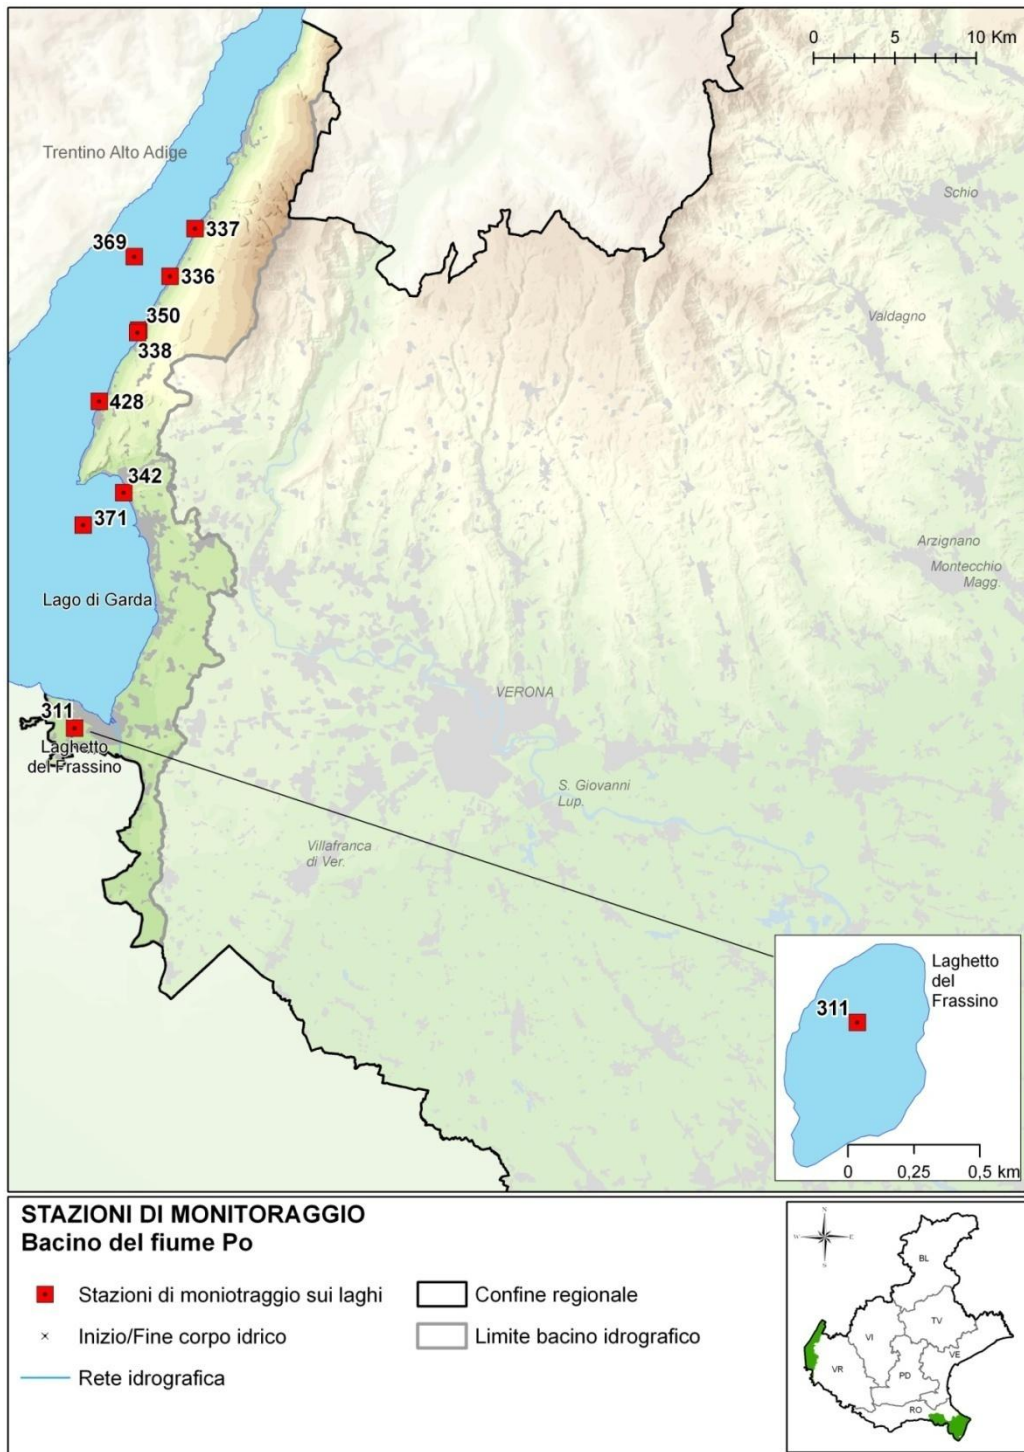 0 5 10 Km
Trentino Alto Adige
Schio
337
369
336
350
338
Valdagno
428
342
371
Arzignano
Montecchio
Magg.
Lago di Garda
VERONA
311
Laghetto
del Frassino
S. Giovanni
Lup.
Villafranca
di Ver.
Laghetto
del
Frassino
311
0 0,25 0,5 km
STAZIONI DI MONITORAGGIO
Bacino del fiume Po
Stazioni di moniotraggio sui laghi
Confine regionale
Inizio/Fine corpo idrico
Limite bacino idrografico
Rete idrografica
N
W E
S
BL
TV
VI
VE
VR
PD
RO